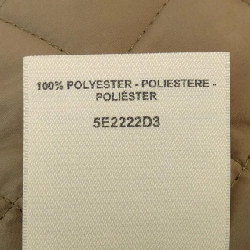 100% POLYESTER - POLIESTERE -
POLIÉSTER
5E2222D3